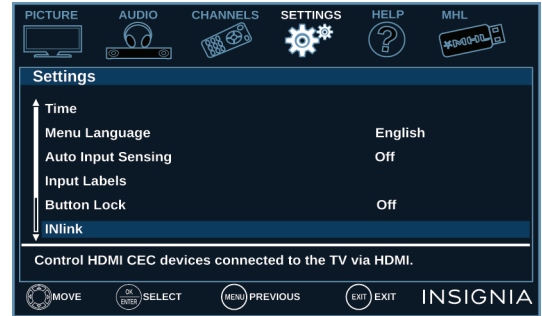 PICTURE AUDIO CHANNELS SETTINGS HELP MHL
MHL
Settings
Time
Menu Language English
Auto Input Sensing Off
Input Labels
Button Lock Off
INlink
Control HDMI CEC devices connected to the TV via HDMI.
MOVE OK ENTER SELECT MENU PREVIOUS EXIT EXIT INSIGNIA